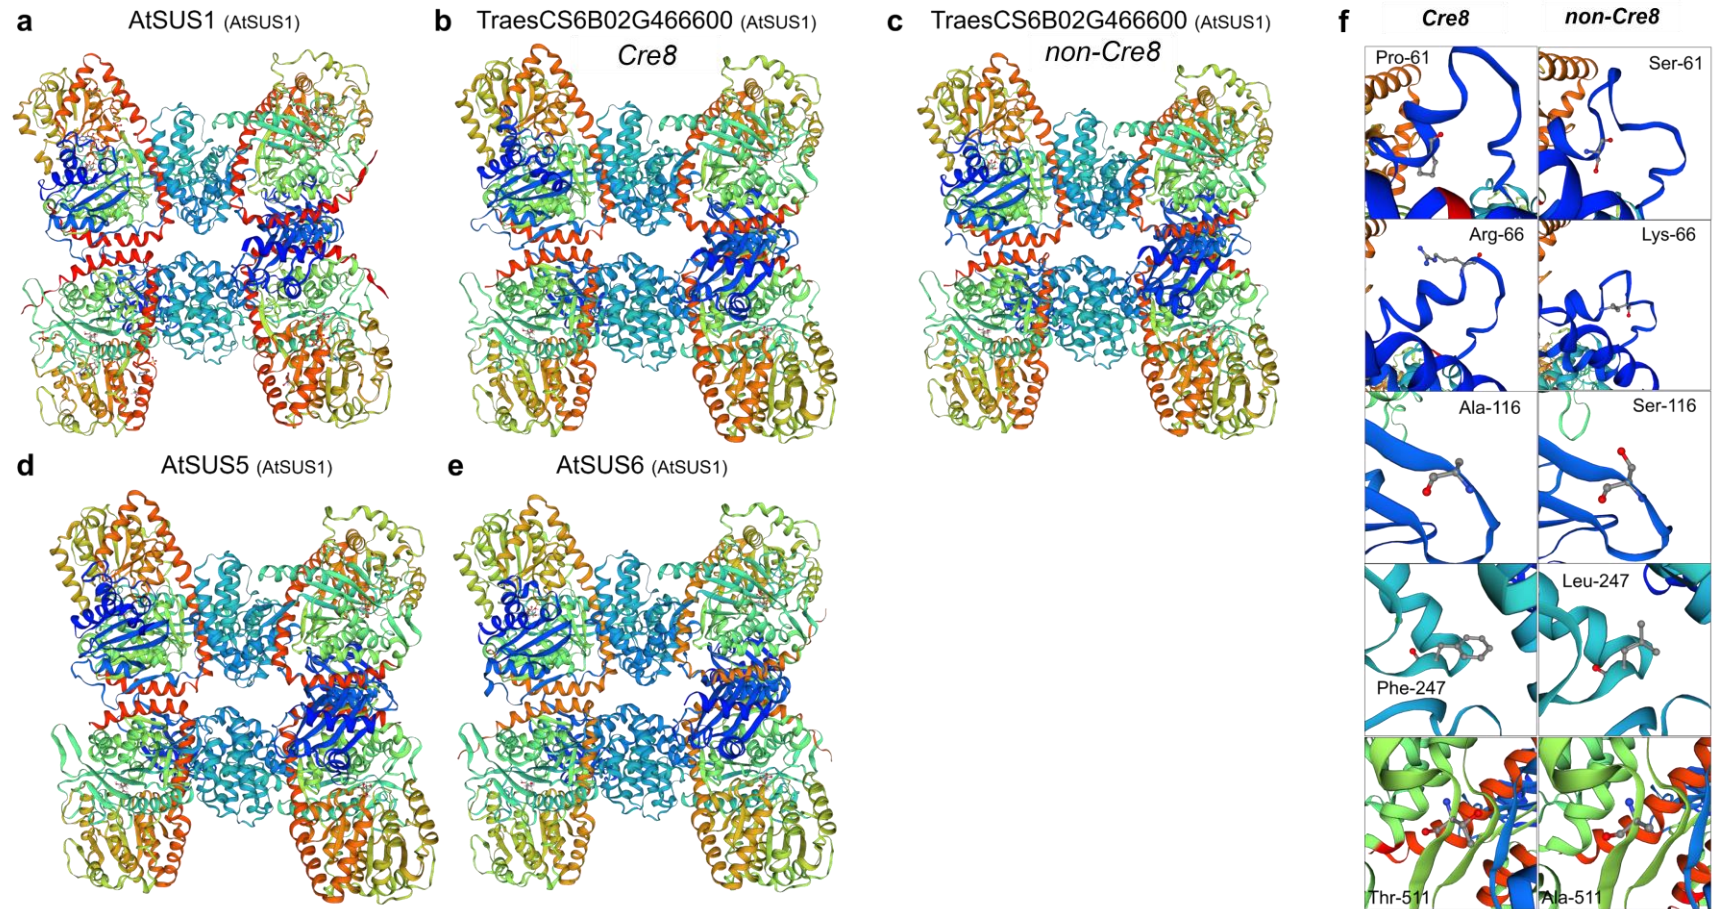 a AtSUS1 (AtSUS1)
b TraesCS6B02G466600 (AtSUS1)
Cre8
c TraesCS6B02G466600 (AtSUS1)
non-Cre8
d AtSUS5 (AtSUS1)
e AtSUS6 (AtSUS1)
f Cre8 non-Cre8
Pro-61 Ser-61
Arg-66 Lys-66
Ala-116 Ser-116
Phe-247 Leu-247
Thr-511 Ala-511